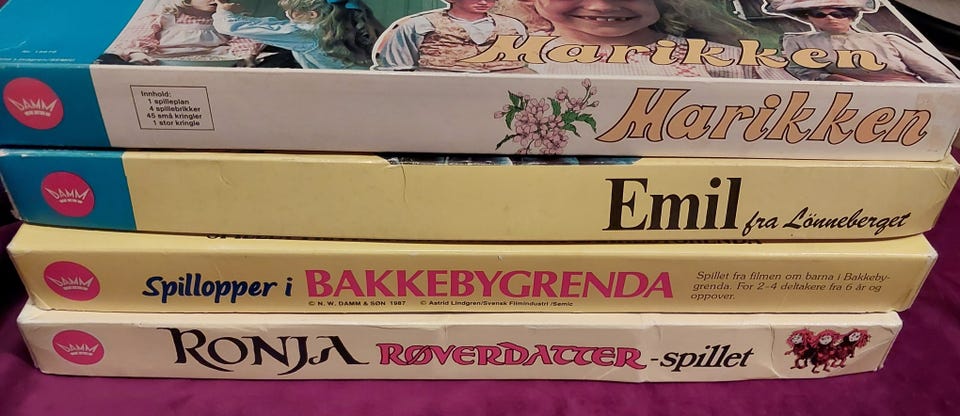 Marikken
DAMM
Innhold:
1 spilleplan
4 spillebrikker
45 små kringler
1 stor kringle
Marikken
DAMM
Emil
fra Lönneberget
DAMM
Spillopper i BAKKEBYGRENDA
© N. W. DAMM & SØN 1987 © Astrid Lindgren/Svensk Filmindustri/Semic
Spillet fra filmen om barna i Bakkeby-
grenda. For 2–4 deltakere fra 6 år og
oppover.
DAMM
RONJA RØVERDATTER -spillet